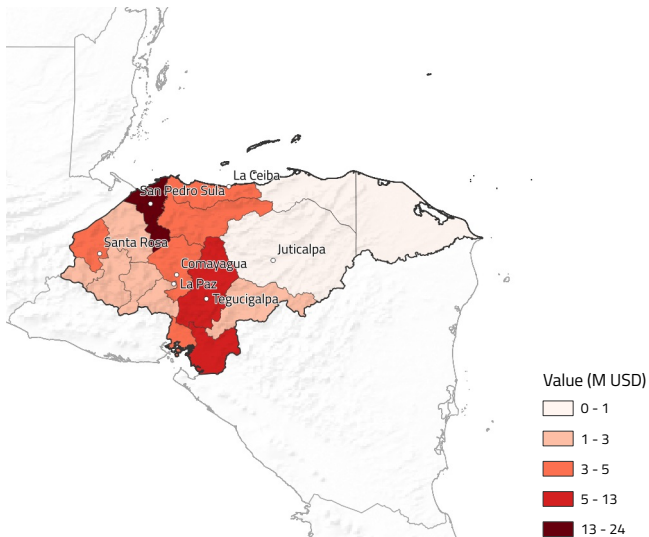 La Ceiba
San Pedro Sula
Santa Rosa
Juticalpa
Comayagua
La Paz
Tegucigalpa
Value (M USD)
0 - 1
1 - 3
3 - 5
5 - 13
13 - 24